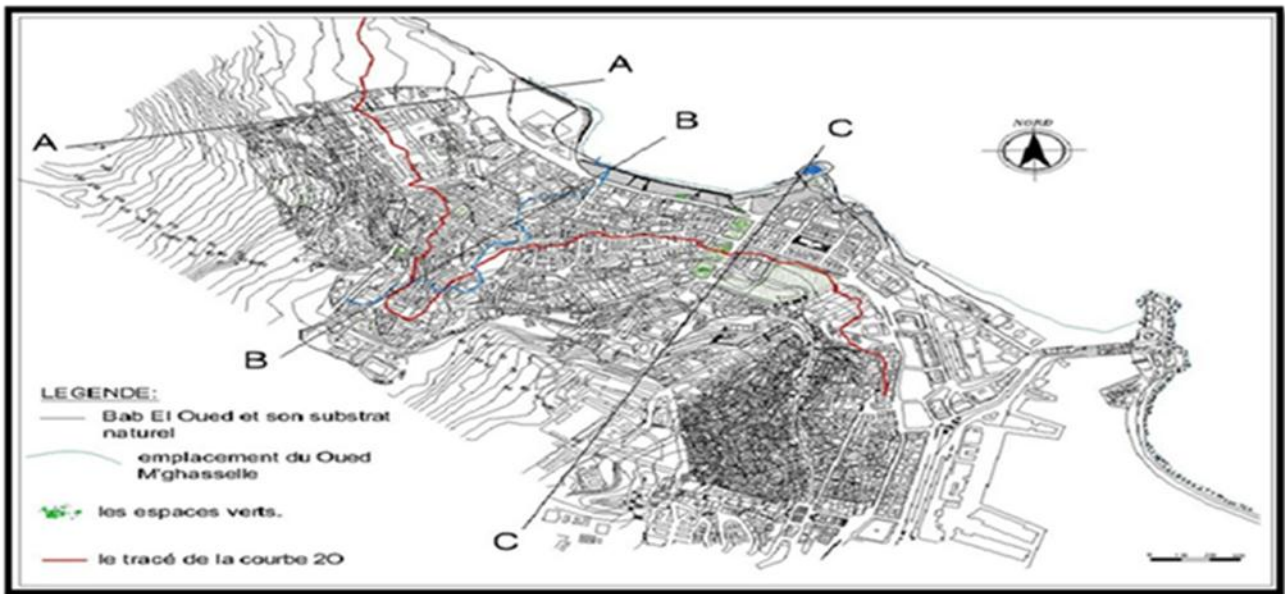 A
B
C
A
NORD
B
LEGENDE:
Bab El Oued et son substrat
naturel
emplacement du Oued
M'ghasselle
les espaces verts.
C
le tracé de la courbe 20